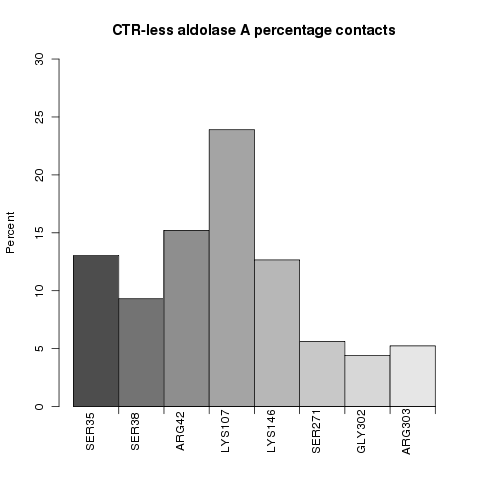 CTR-less aldolase A percentage contacts
Percent
30
25
20
15
10
5
0
SER35
SER38
ARG42
LYS107
LYS146
SER271
GLY302
ARG303